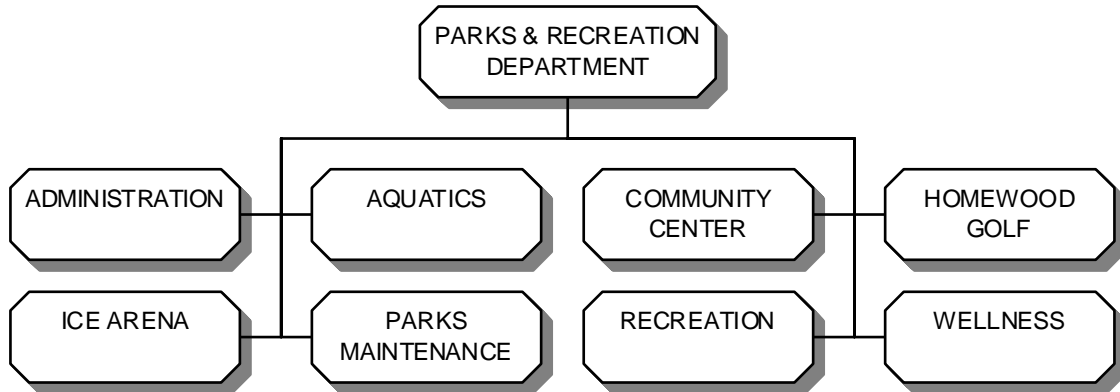 PARKS & RECREATION
DEPARTMENT
ADMINISTRATION
AQUATICS
COMMUNITY
CENTER
HOMEWOOD
GOLF
ICE ARENA
PARKS
MAINTENANCE
RECREATION
WELLNESS